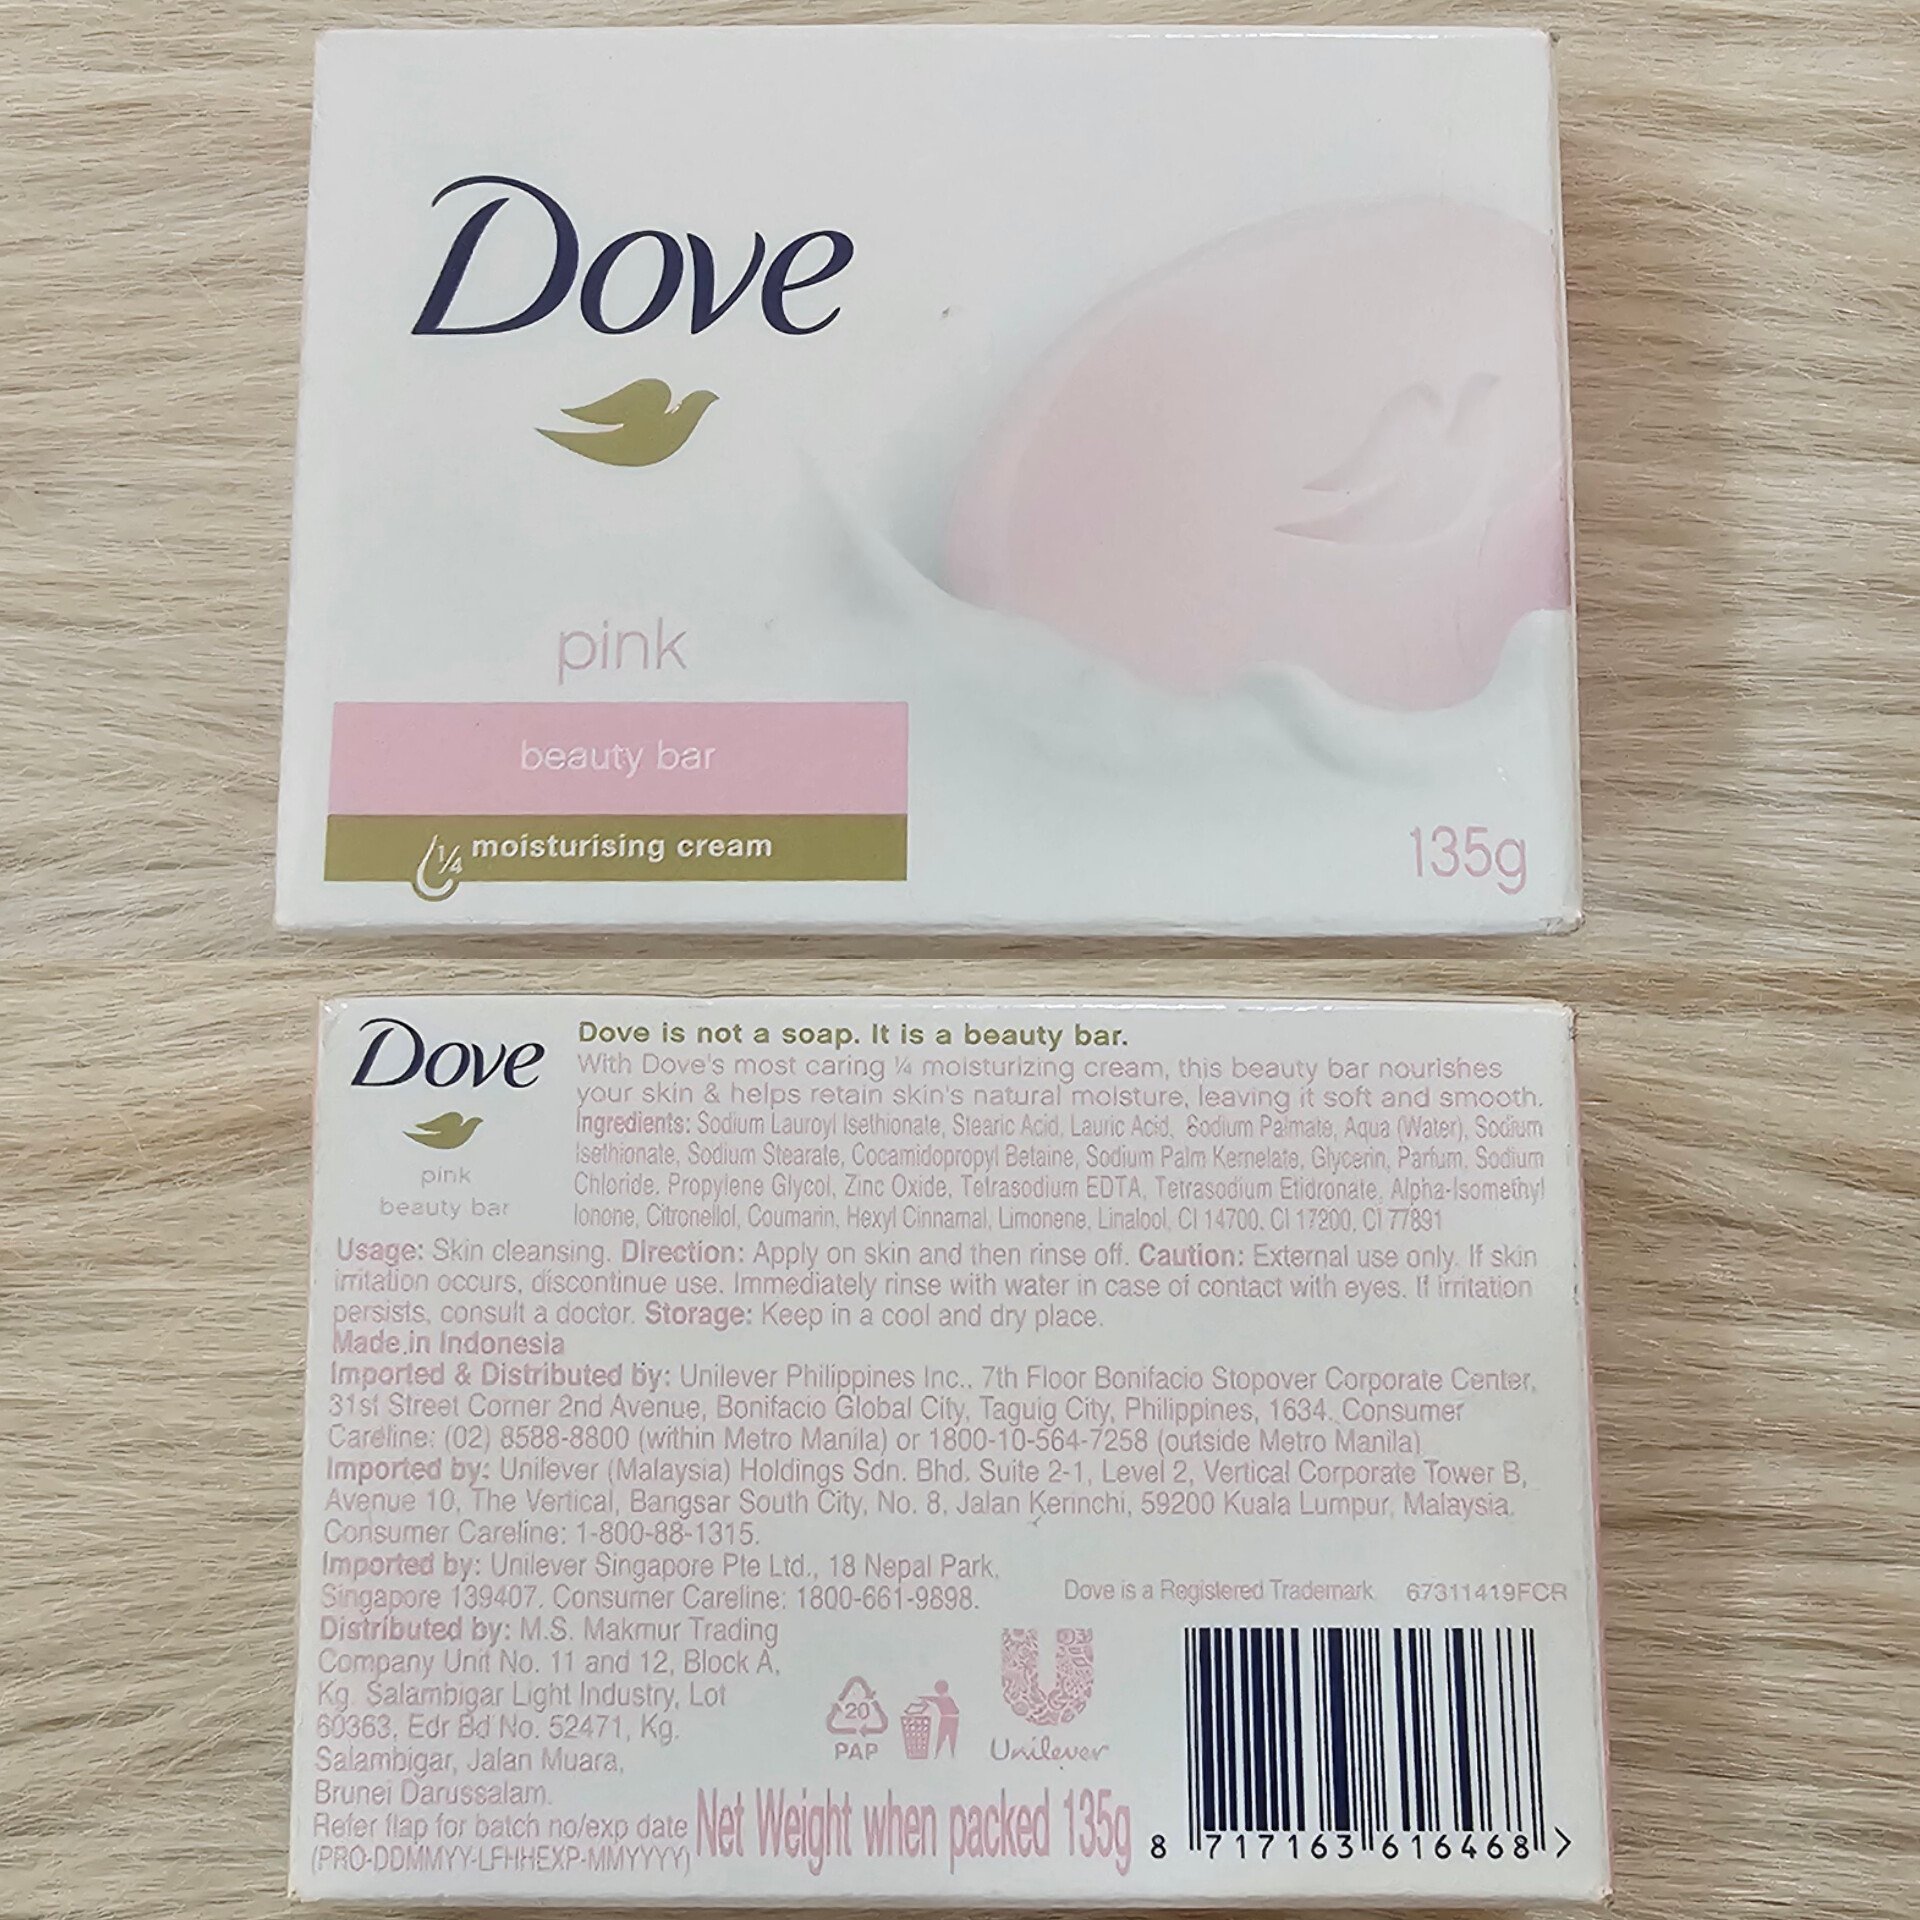 Dove
pink
beauty bar
1/4 moisturising cream
135g
Dove
pink
beauty bar
Dove is not a soap. It is a beauty bar.
With Dove's most caring ¼ moisturizing cream, this beauty bar nourishes
your skin & helps retain skin's natural moisture, leaving it soft and smooth.
Ingredients: Sodium Lauroyl Isethionate, Stearic Acid, Lauric Acid, Sodium Palmate, Aqua (Water), Sodium
Isethionate, Sodium Stearate, Cocamidopropyl Betaine, Sodium Palm Kernelate, Glycerin, Parfum, Sodium
Chloride, Propylene Glycol, Zinc Oxide, Tetrasodium EDTA, Tetrasodium Etidronate, Alpha-Isomethyl
Ionone, Citronellol, Coumarin, Hexyl Cinnamal, Limonene, Linalool, CI 14700, CI 17200, CI 77891
Usage: Skin cleansing. Direction: Apply on skin and then rinse off. Caution: External use only. If skin
irritation occurs, discontinue use. Immediately rinse with water in case of contact with eyes. If irritation
persists, consult a doctor. Storage: Keep in a cool and dry place.
Made in Indonesia
Imported & Distributed by: Unilever Philippines Inc., 7th Floor Bonifacio Stopover Corporate Center,
31st Street Corner 2nd Avenue, Bonifacio Global City, Taguig City, Philippines, 1634. Consumer
Careline: (02) 8588-8800 (within Metro Manila) or 1800-10-564-7258 (outside Metro Manila)
Imported by: Unilever (Malaysia) Holdings Sdn. Bhd. Suite 2-1, Level 2, Vertical Corporate Tower B,
Avenue 10, The Vertical, Bangsar South City, No. 8, Jalan Kerinchi, 59200 Kuala Lumpur, Malaysia.
Consumer Careline: 1-800-88-1315.
Imported by: Unilever Singapore Pte Ltd., 18 Nepal Park,
Singapore 139407. Consumer Careline: 1800-661-9898.
Dove is a Registered Trademark 67311419FCR
Distributed by: M.S. Makmur Trading
Company Unit No. 11 and 12, Block A,
Kg. Salambigar Light Industry, Lot
60363, Edr Bd No. 52471, Kg.
Salambigar, Jalan Muara,
Brunei Darussalam.
Refer flap for batch no/exp date
(PRO-DDMMYY-LFHHEXP-MMYYYY)
20
PAP
Unilever
Net Weight when packed 135g
8 717163 616468 >